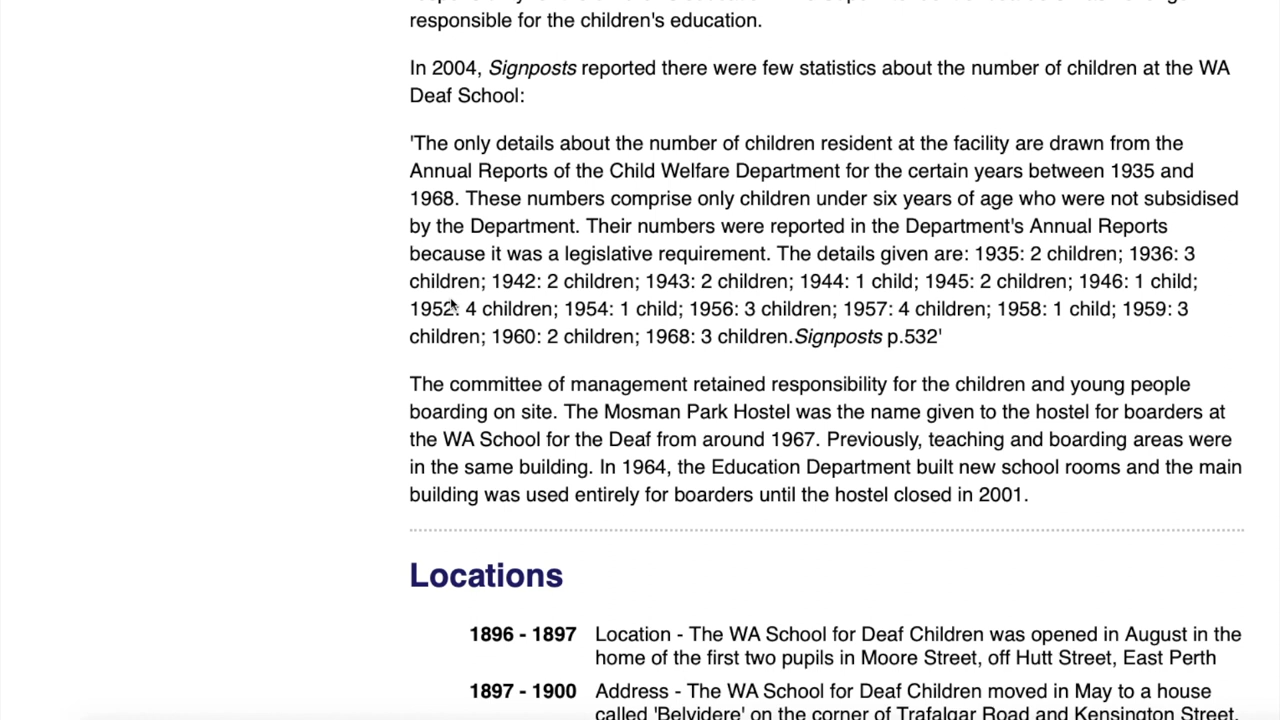 responsible for the children's education.
In 2004, Signposts reported there were few statistics about the number of children at the WA
Deaf School:
'The only details about the number of children resident at the facility are drawn from the
Annual Reports of the Child Welfare Department for the certain years between 1935 and
1968. These numbers comprise only children under six years of age who were not subsidised
by the Department. Their numbers were reported in the Department's Annual Reports
because it was a legislative requirement. The details given are: 1935: 2 children; 1936: 3
children; 1942: 2 children; 1943: 2 children; 1944: 1 child; 1945: 2 children; 1946: 1 child;
1952: 4 children; 1954: 1 child; 1956: 3 children; 1957: 4 children; 1958: 1 child; 1959: 3
children; 1960: 2 children; 1968: 3 children.Signposts p.532'
The committee of management retained responsibility for the children and young people
boarding on site. The Mosman Park Hostel was the name given to the hostel for boarders at
the WA School for the Deaf from around 1967. Previously, teaching and boarding areas were
in the same building. In 1964, the Education Department built new school rooms and the main
building was used entirely for boarders until the hostel closed in 2001.
Locations
1896 - 1897 Location - The WA School for Deaf Children was opened in August in the
home of the first two pupils in Moore Street, off Hutt Street, East Perth
1897 - 1900 Address - The WA School for Deaf Children moved in May to a house
called 'Belvidere' on the corner of Trafalgar Road and Kensington Street,